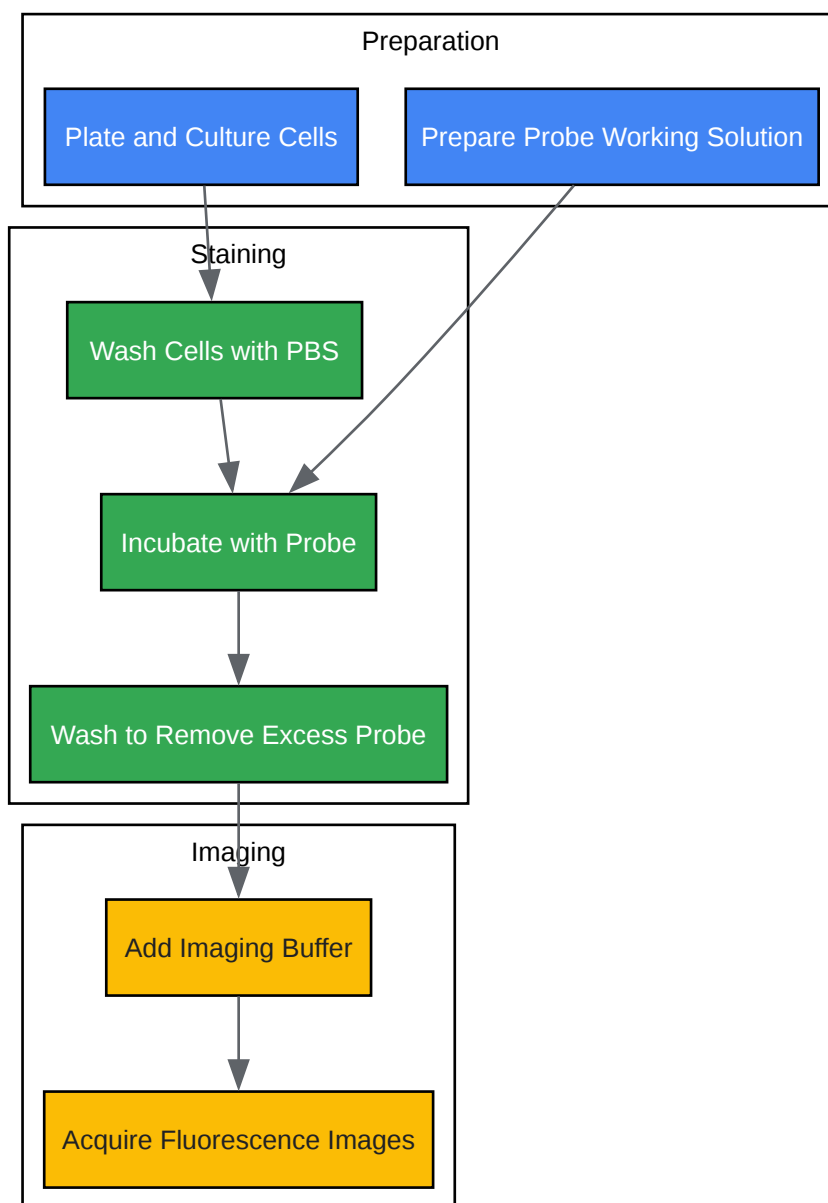 Preparation
Plate and Culture Cells
Prepare Probe Working Solution
Staining
Wash Cells with PBS
Incubate with Probe
Wash to Remove Excess Probe
Imaging
Add Imaging Buffer
Acquire Fluorescence Images